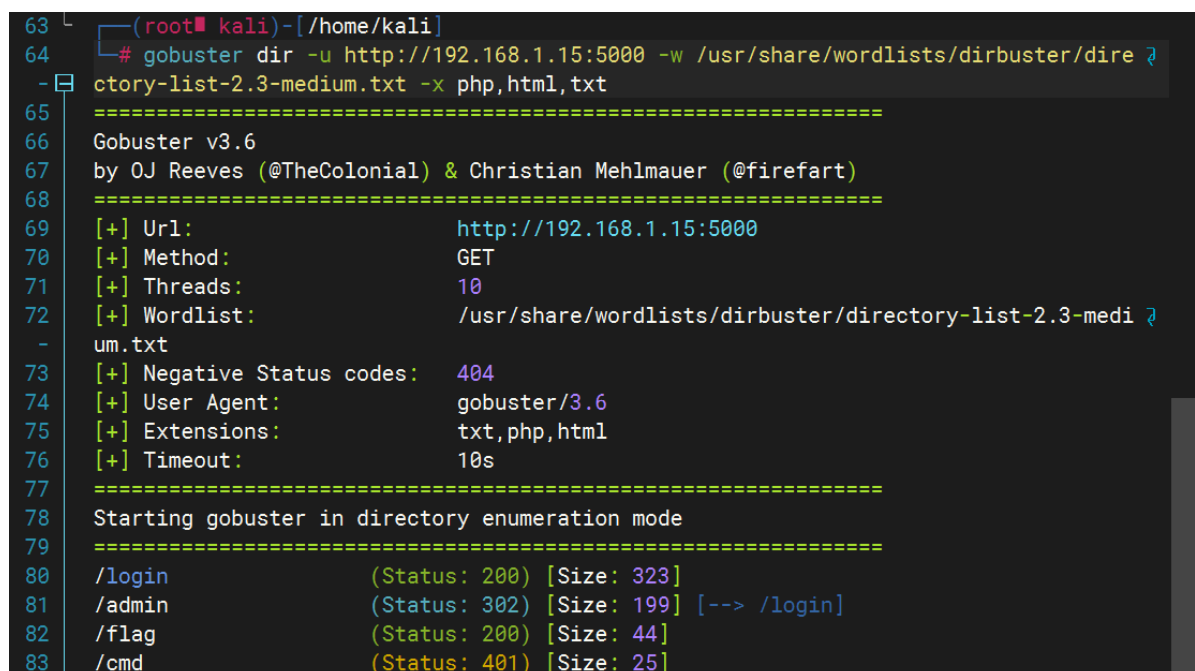 63 ┌──(root■ kali)-[/home/kali]
64 └─# gobuster dir -u http://192.168.1.15:5000 -w /usr/share/wordlists/dirbuster/dire
- ctory-list-2.3-medium.txt -x php,html,txt
65 ===============================================================
66 Gobuster v3.6
67 by OJ Reeves (@TheColonial) & Christian Mehlmauer (@firefart)
68 ===============================================================
69 [+] Url: http://192.168.1.15:5000
70 [+] Method: GET
71 [+] Threads: 10
72 [+] Wordlist: /usr/share/wordlists/dirbuster/directory-list-2.3-medi
- um.txt
73 [+] Negative Status codes: 404
74 [+] User Agent: gobuster/3.6
75 [+] Extensions: txt,php,html
76 [+] Timeout: 10s
77 ===============================================================
78 Starting gobuster in directory enumeration mode
79 ===============================================================
80 /login (Status: 200) [Size: 323]
81 /admin (Status: 302) [Size: 199] [--> /login]
82 /flag (Status: 200) [Size: 44]
83 /cmd (Status: 401) [Size: 25]